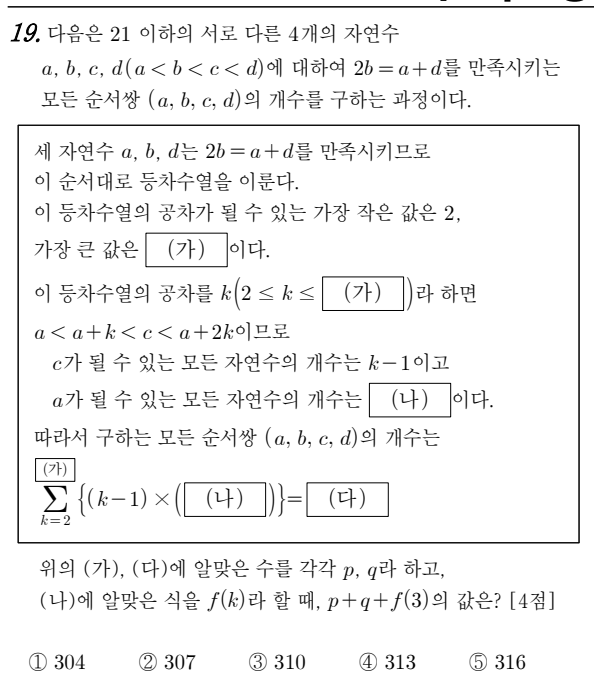 19. 다음은 21 이하의 서로 다른 4개의 자연수
a, b, c, d(a < b < c < d)에 대하여 2b = a+d를 만족시키는
모든 순서쌍 (a, b, c, d)의 개수를 구하는 과정이다.
세 자연수 a, b, d는 2b = a+d를 만족시키므로
이 순서대로 등차수열을 이룬다.
이 등차수열의 공차가 될 수 있는 가장 작은 값은 2,
가장 큰 값은 (가) 이다.
이 등차수열의 공차를 k(2 ≤ k ≤ (가) )라 하면
a < a+k < c < a+2k이므로
c가 될 수 있는 모든 자연수의 개수는 k-1이고
a가 될 수 있는 모든 자연수의 개수는 (나) 이다.
따라서 구하는 모든 순서쌍 (a, b, c, d)의 개수는
(가)
∑ {(k-1) × ( (나) )} = (다)
k=2
위의 (가), (다)에 알맞은 수를 각각 p, q라 하고,
(나)에 알맞은 식을 f(k)라 할 때, p+q+f(3)의 값은? [4점]
① 304 ② 307 ③ 310 ④ 313 ⑤ 316